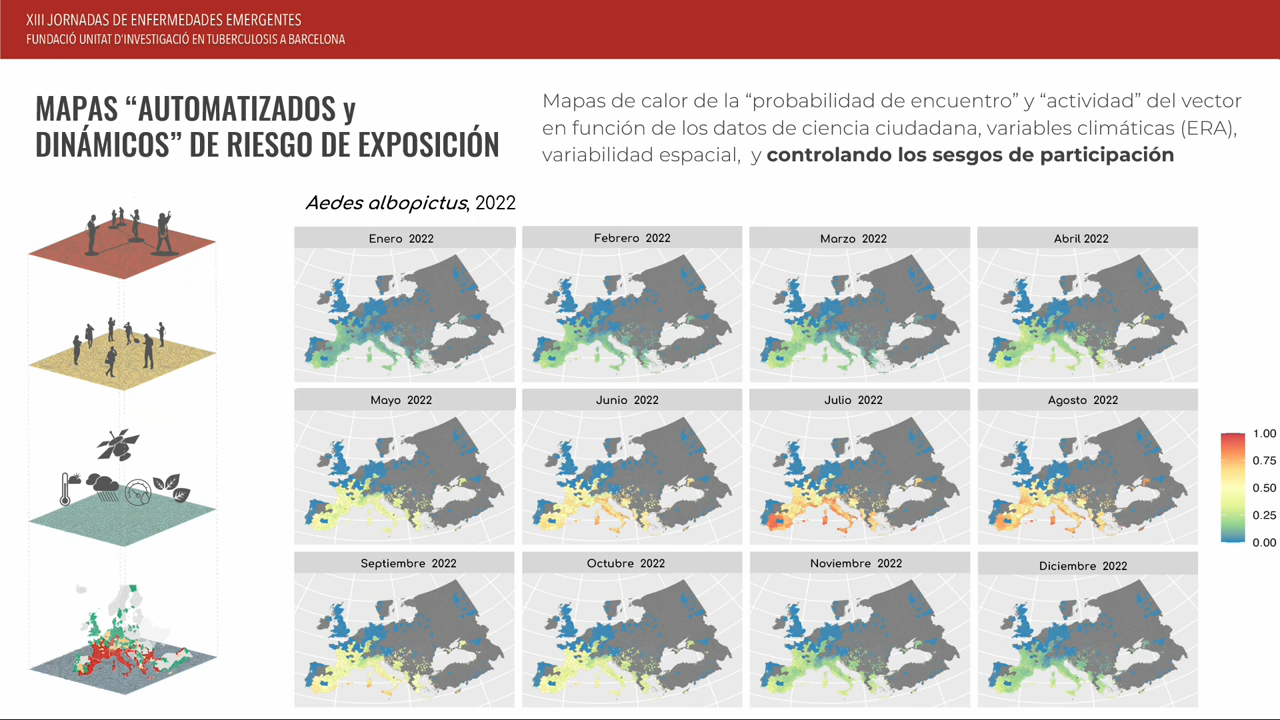 XIII JORNADAS DE ENFERMEDADES EMERGENTES
FUNDACIÓ UNITAT D'INVESTIGACIÓ EN TUBERCULOSIS A BARCELONA
MAPAS “AUTOMATIZADOS y
DINÁMICOS” DE RIESGO DE EXPOSICIÓN
Mapas de calor de la “probabilidad de encuentro” y “actividad” del vector
en función de los datos de ciencia ciudadana, variables climáticas (ERA),
variabilidad espacial, y controlando los sesgos de participación
Aedes albopictus, 2022
Enero 2022
Febrero 2022
Marzo 2022
Abril 2022
Mayo 2022
Junio 2022
Julio 2022
Agosto 2022
Septiembre 2022
Octubre 2022
Noviembre 2022
Diciembre 2022
1.00
0.75
0.50
0.25
0.00